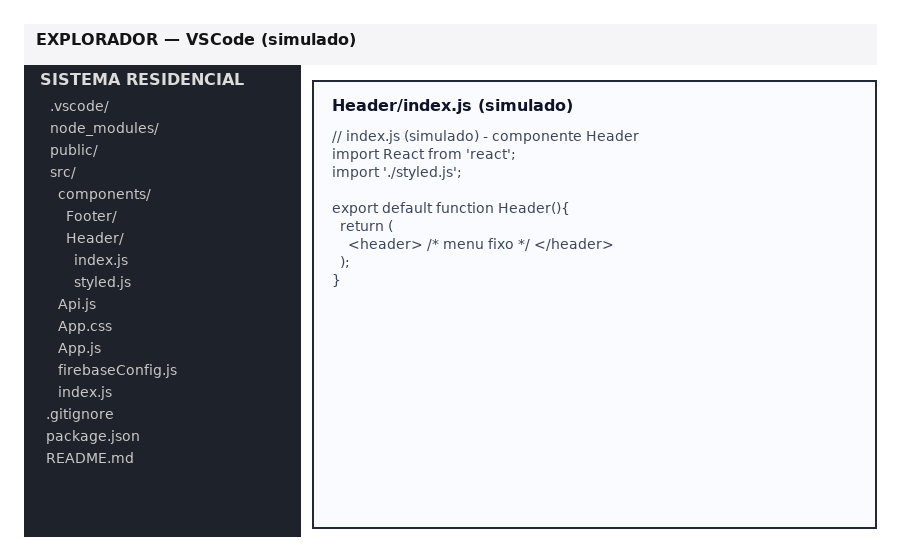 EXPLORADOR — VSCode (simulado)
SISTEMA RESIDENCIAL
.vscode/
node_modules/
public/
src/
components/
Footer/
Header/
index.js
styled.js
Api.js
App.css
App.js
firebaseConfig.js
index.js
.gitignore
package.json
README.md
Header/index.js (simulado)
// index.js (simulado) - componente Header
import React from 'react';
import './styled.js';
export default function Header(){
return (
<header> /* menu fixo */ </header>
);
}